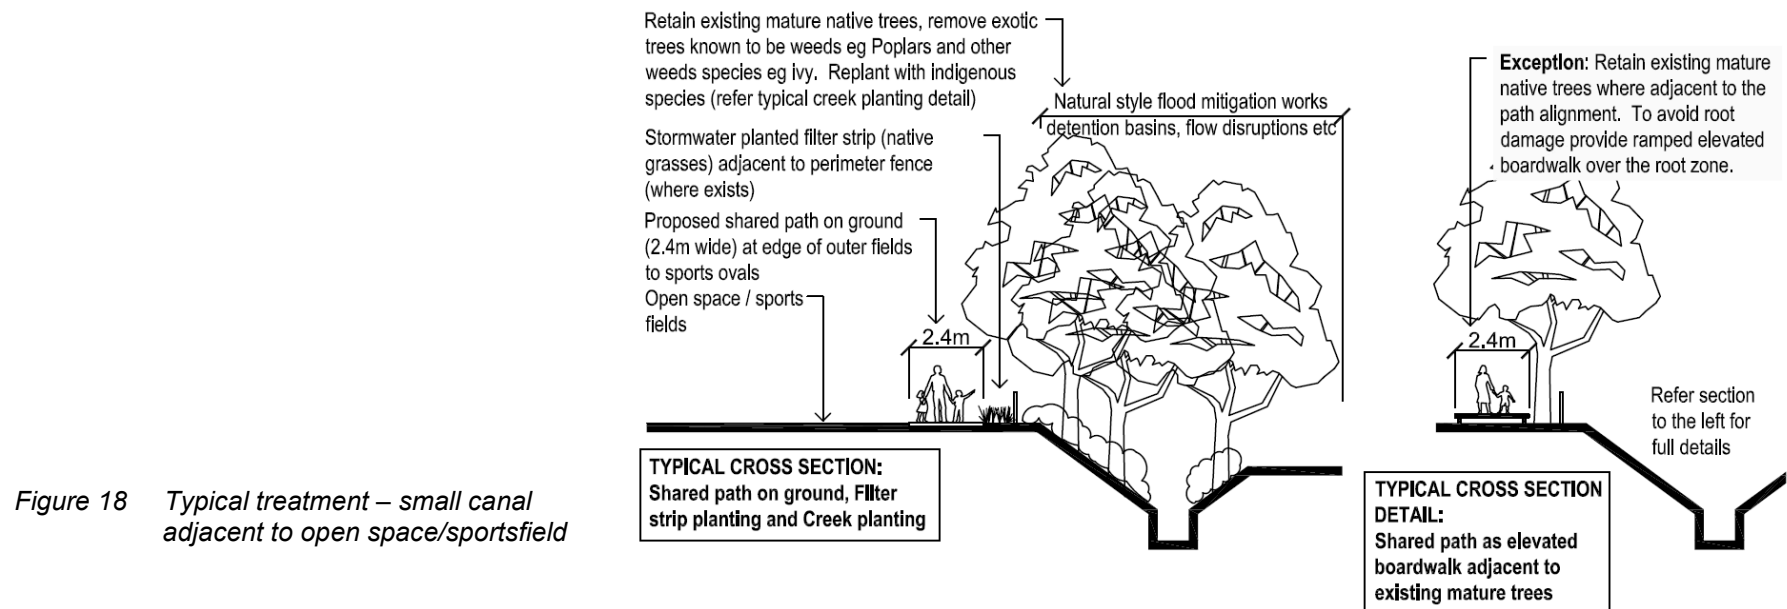 Retain existing mature native trees, remove exotic
trees known to be weeds eg Poplars and other
weeds species eg ivy. Replant with indigenous
species (refer typical creek planting detail)
Natural style flood mitigation works
detention basins, flow disruptions etc
Stormwater planted filter strip (native
grasses) adjacent to perimeter fence
(where exists)
Proposed shared path on ground
(2.4m wide) at edge of outer fields
to sports ovals
Open space / sports
fields
2.4m
TYPICAL CROSS SECTION:
Shared path on ground, Filter
strip planting and Creek planting
Exception: Retain existing mature
native trees where adjacent to the
path alignment. To avoid root
damage provide ramped elevated
boardwalk over the root zone.
2.4m
Refer section
to the left for
full details
TYPICAL CROSS SECTION
DETAIL:
Shared path as elevated
boardwalk adjacent to
existing mature trees
Figure 18 Typical treatment – small canal
adjacent to open space/sportsfield